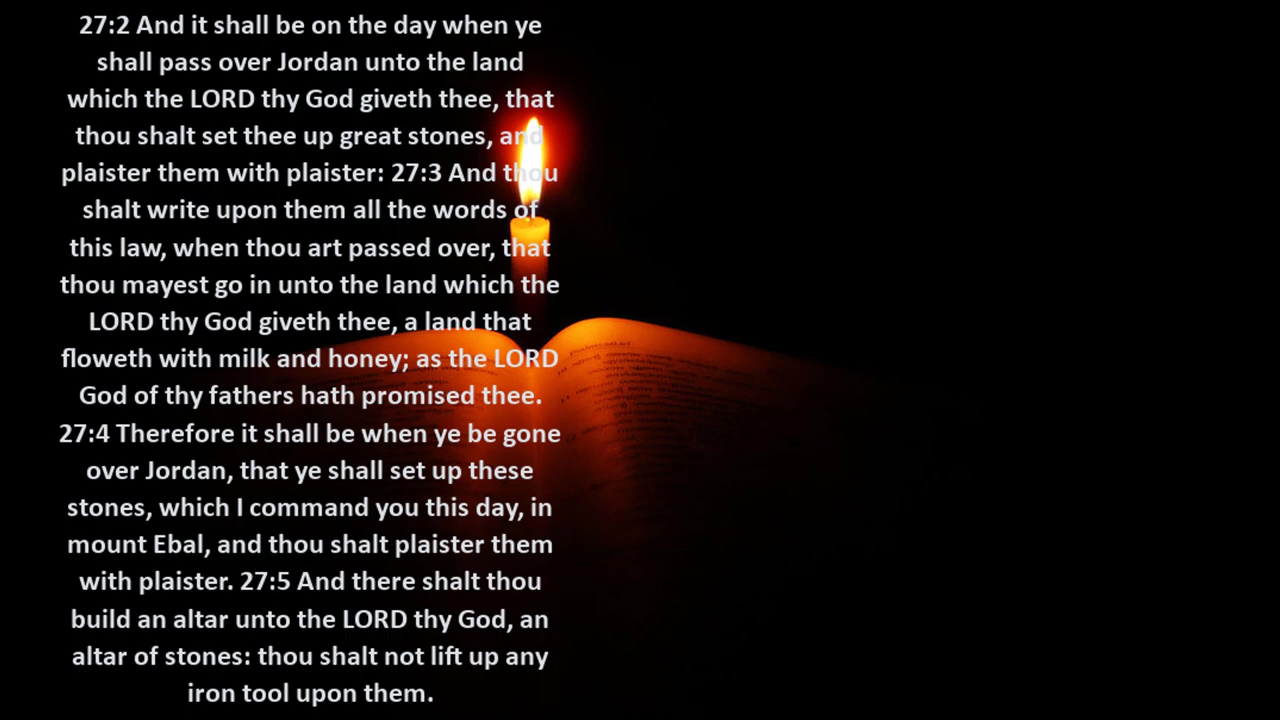 27:2 And it shall be on the day when ye
shall pass over Jordan unto the land
which the LORD thy God giveth thee, that
thou shalt set thee up great stones, and
plaister them with plaister: 27:3 And thou
shalt write upon them all the words of
this law, when thou art passed over, that
thou mayest go in unto the land which the
LORD thy God giveth thee, a land that
floweth with milk and honey; as the LORD
God of thy fathers hath promised thee.
27:4 Therefore it shall be when ye be gone
over Jordan, that ye shall set up these
stones, which I command you this day, in
mount Ebal, and thou shalt plaister them
with plaister. 27:5 And there shalt thou
build an altar unto the LORD thy God, an
altar of stones: thou shalt not lift up any
iron tool upon them.